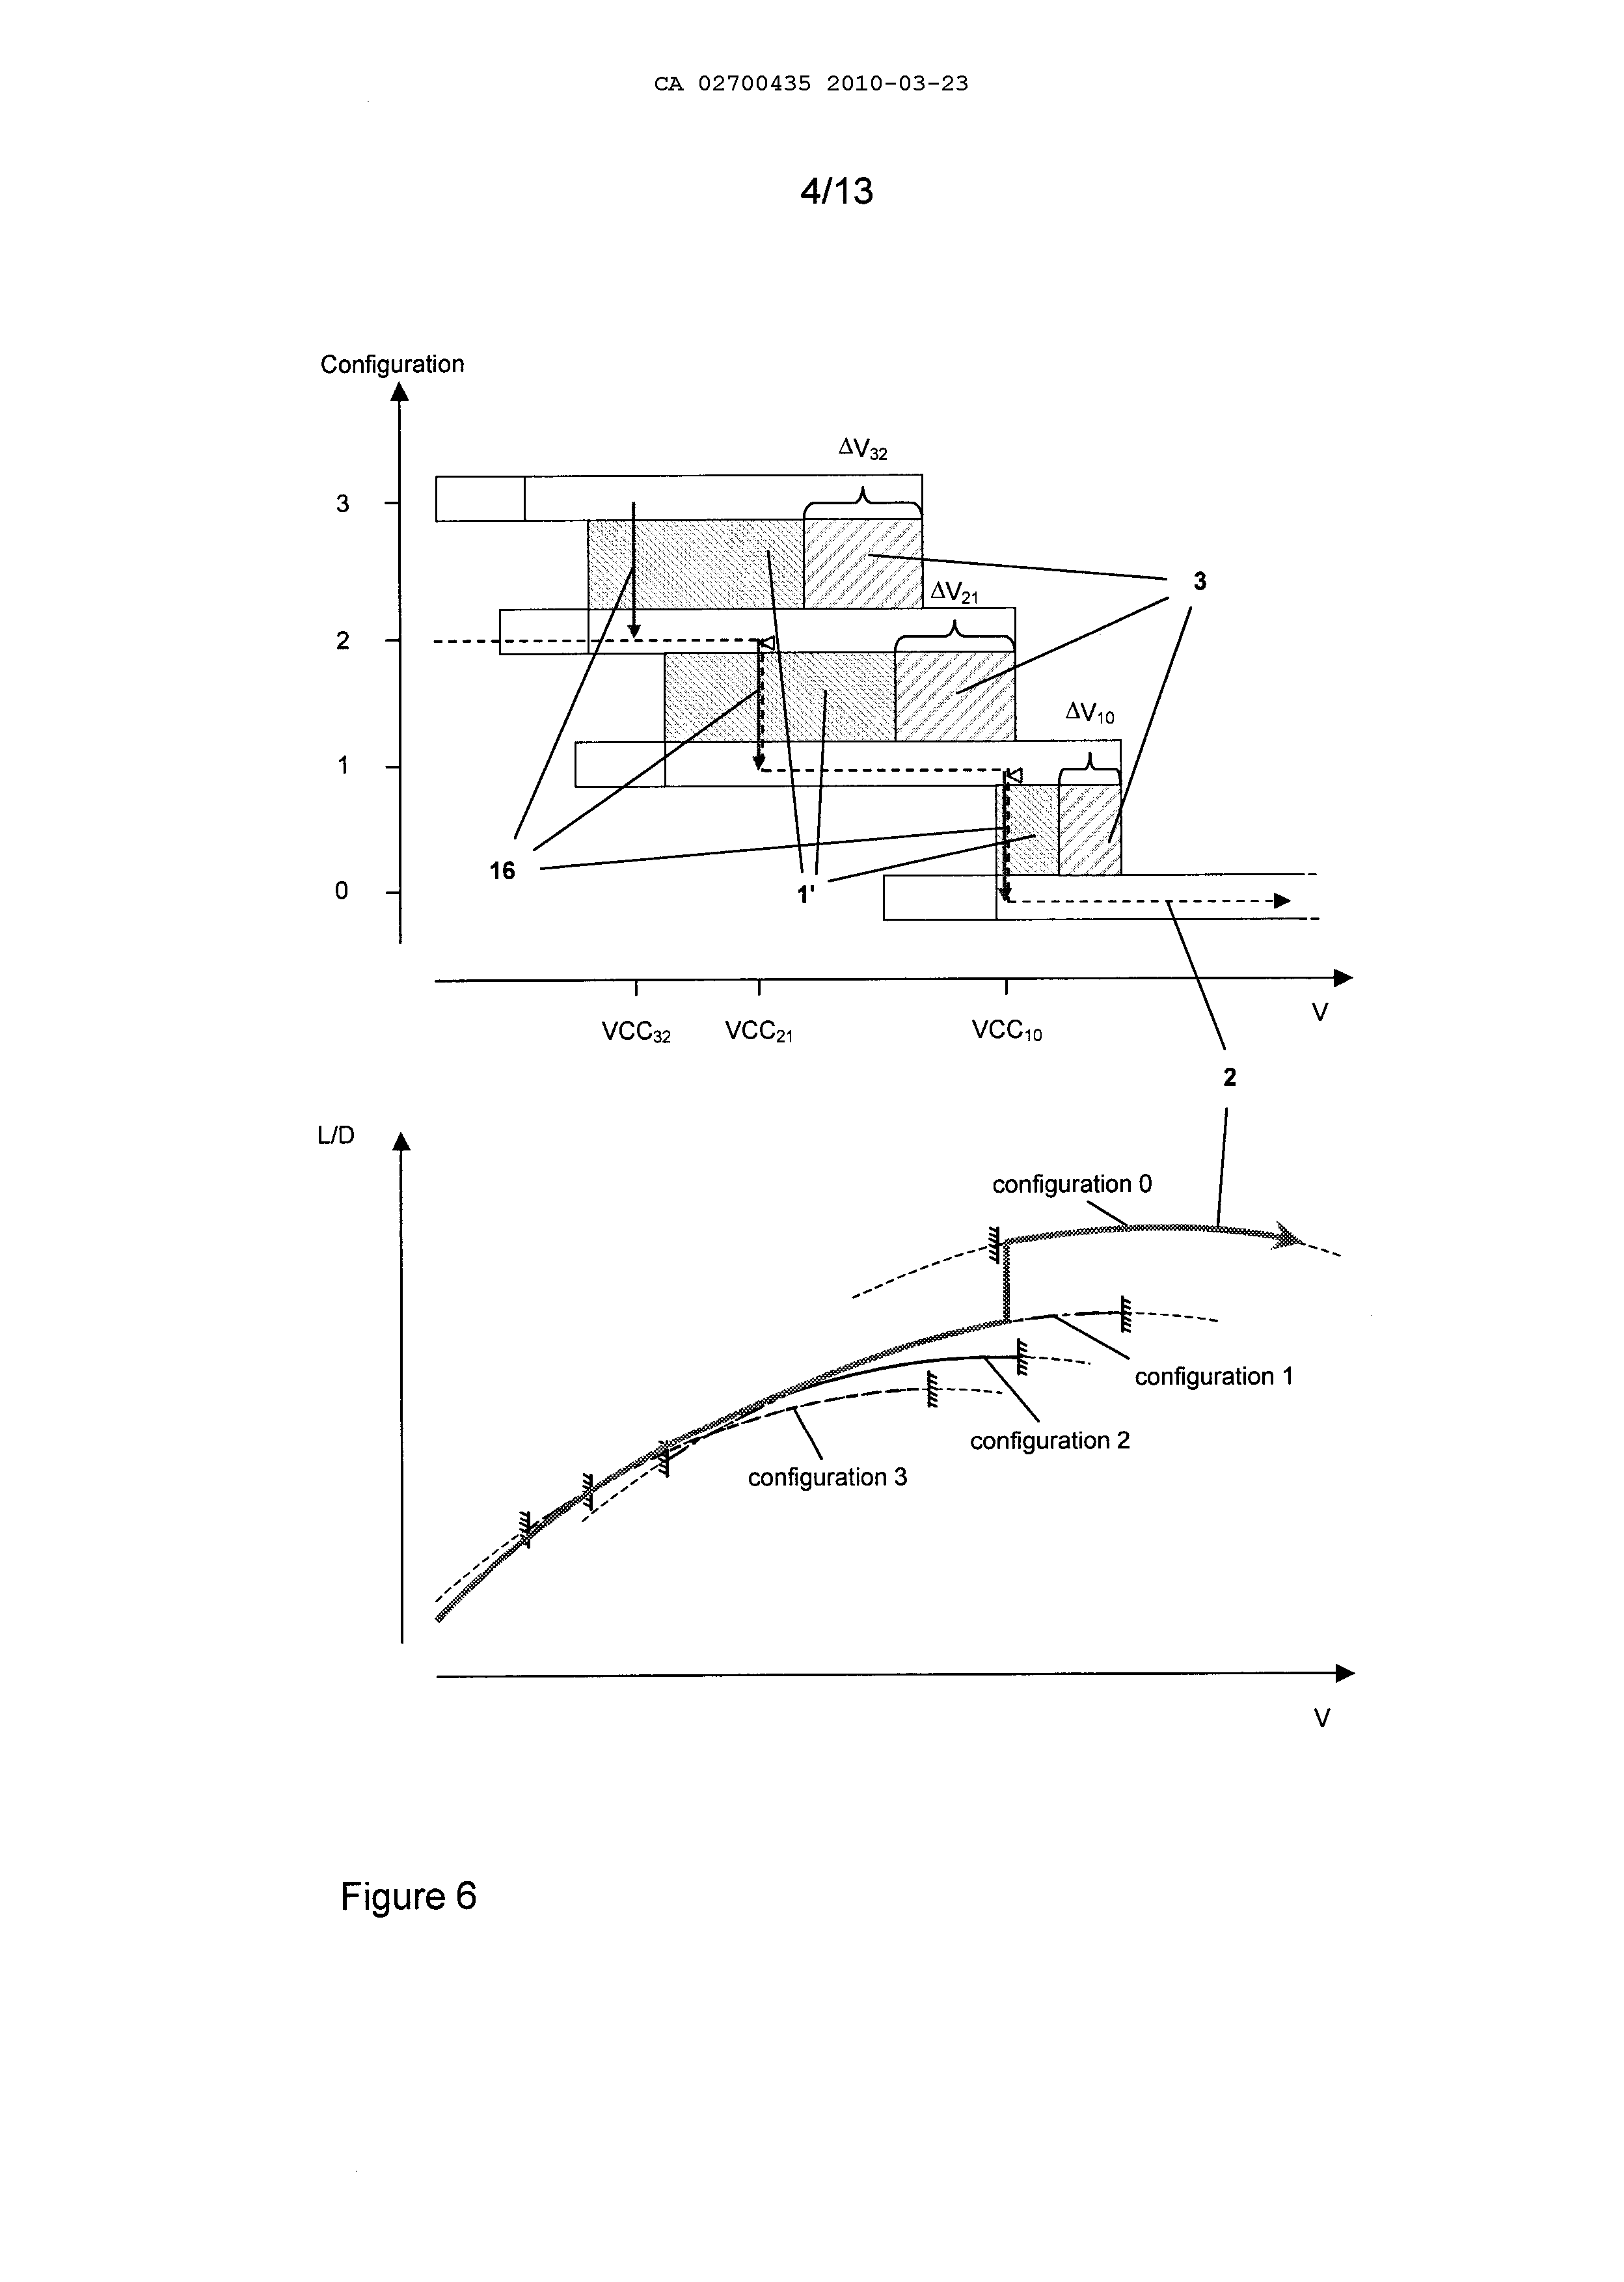 CA 02700435 2010-03-23
4/13
Configuration
ΔV32
3
3
ΔV21
2
ΔV10
1
16
1'
0
V
VCC32 VCC21 VCC10
2
L/D
configuration 0
configuration 1
configuration 2
configuration 3
V
Figure 6